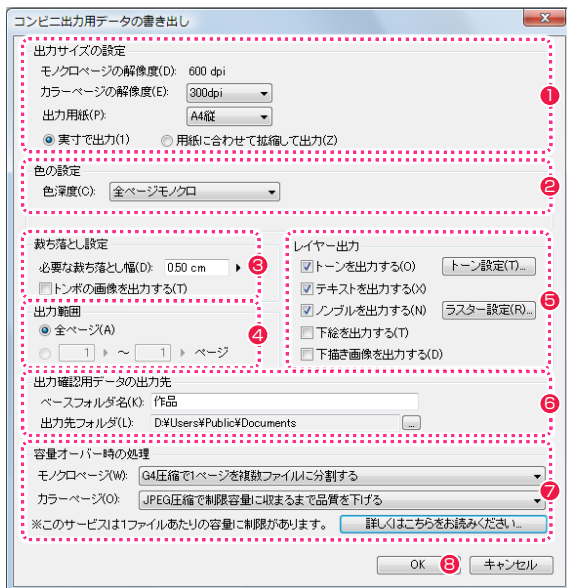 コンビニ出力用データの書き出し
出力サイズの設定
モノクロページの解像度(D): 600 dpi
カラーページの解像度(E): 300dpi
出力用紙(P): A4縦
実寸で出力(1) 用紙に合わせて拡縮して出力(Z)
1
色の設定
色深度(C): 全ページモノクロ
2
裁ち落とし設定
必要な裁ち落とし幅(D): 0.50 cm
トンボの画像を出力する(T)
3
出力範囲
全ページ(A)
1 ～ 1 ページ
4
レイヤー出力
トーンを出力する(O) トーン設定(T)...
テキストを出力する(X)
ノンブルを出力する(N) ラスター設定(R)...
下絵を出力する(T)
下描き画像を出力する(D)
5
出力確認用データの出力先
ベースフォルダ名(K): 作品
出力先フォルダ(L): D:¥Users¥Public¥Documents ...
6
容量オーバー時の処理
モノクロページ(W): G4圧縮で1ページを複数ファイルに分割する
カラーページ(O): JPEG圧縮で制限容量に収まるまで品質を下げる
※このサービスは1ファイルあたりの容量に制限があります。 詳しくはこちらをお読みください...
7
OK 8 キャンセル